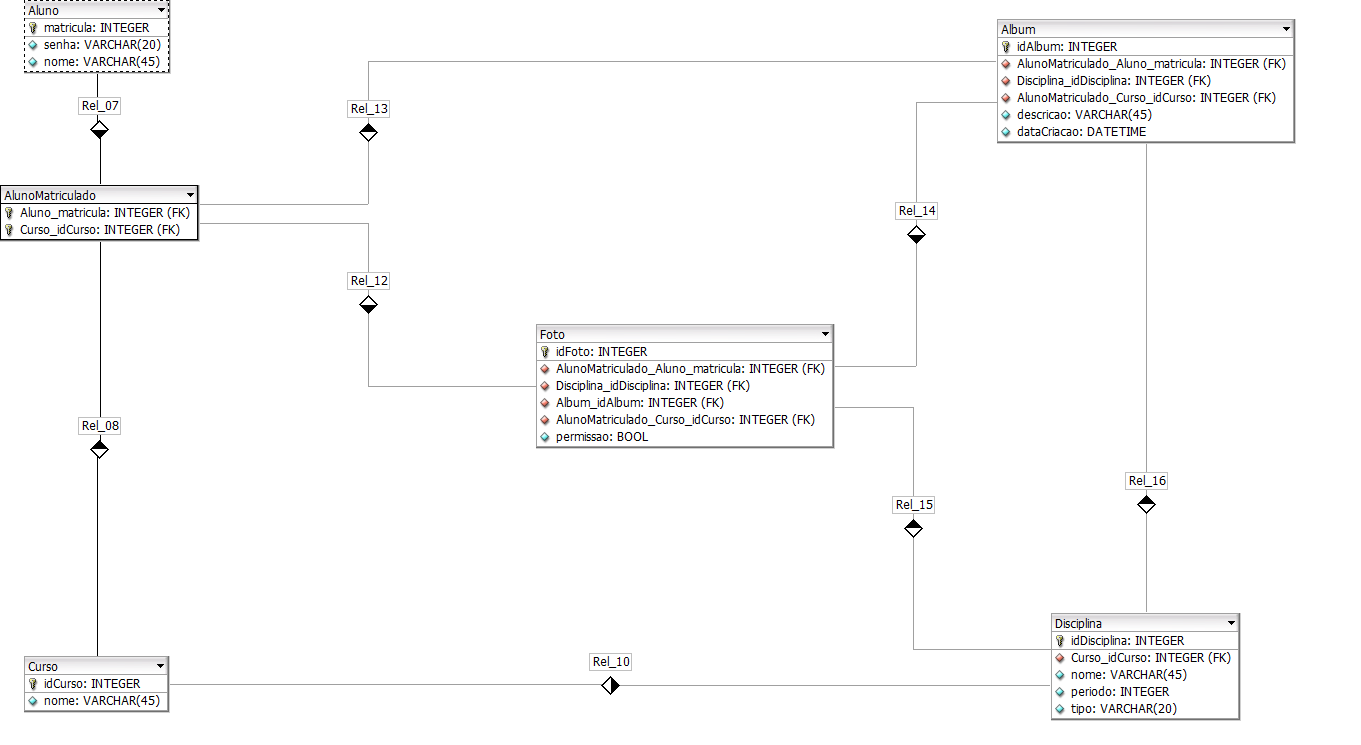 Aluno
matricula: INTEGER
senha: VARCHAR(20)
nome: VARCHAR(45)
Rel_07
AlunoMatriculado
Aluno_matricula: INTEGER (FK)
Curso_idCurso: INTEGER (FK)
Rel_08
Curso
idCurso: INTEGER
nome: VARCHAR(45)
Rel_13
Rel_12
Foto
idFoto: INTEGER
AlunoMatriculado_Aluno_matricula: INTEGER (FK)
Disciplina_idDisciplina: INTEGER (FK)
Album_idAlbum: INTEGER (FK)
AlunoMatriculado_Curso_idCurso: INTEGER (FK)
permissao: BOOL
Rel_10
Album
idAlbum: INTEGER
AlunoMatriculado_Aluno_matricula: INTEGER (FK)
Disciplina_idDisciplina: INTEGER (FK)
AlunoMatriculado_Curso_idCurso: INTEGER (FK)
descricao: VARCHAR(45)
dataCriacao: DATETIME
Rel_14
Rel_15
Rel_16
Disciplina
idDisciplina: INTEGER
Curso_idCurso: INTEGER (FK)
nome: VARCHAR(45)
periodo: INTEGER
tipo: VARCHAR(20)